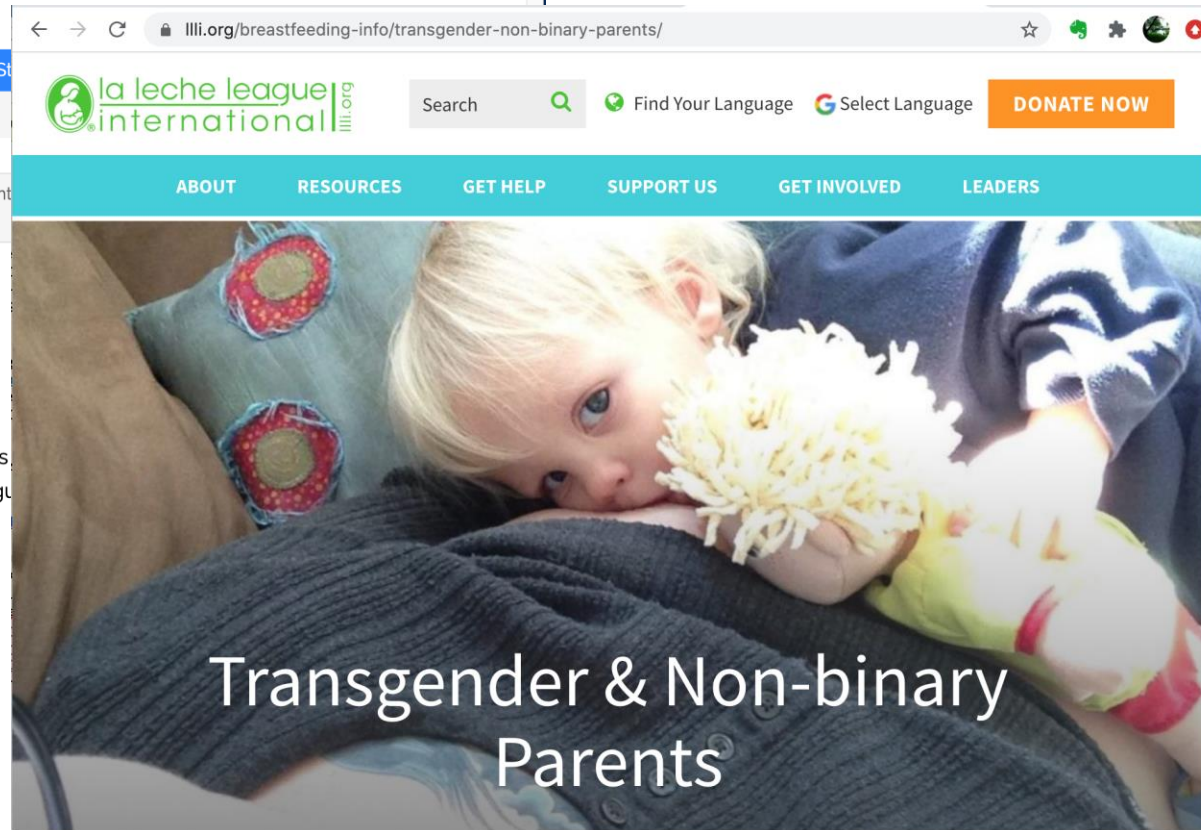 llli.org/breastfeeding-info/transgender-non-binary-parents/
la leche league
international
llli.org
Search
Find Your Language
Select Language
DONATE NOW
ABOUT
RESOURCES
GET HELP
SUPPORT US
GET INVOLVED
LEADERS
Transgender & Non-binary
Parents